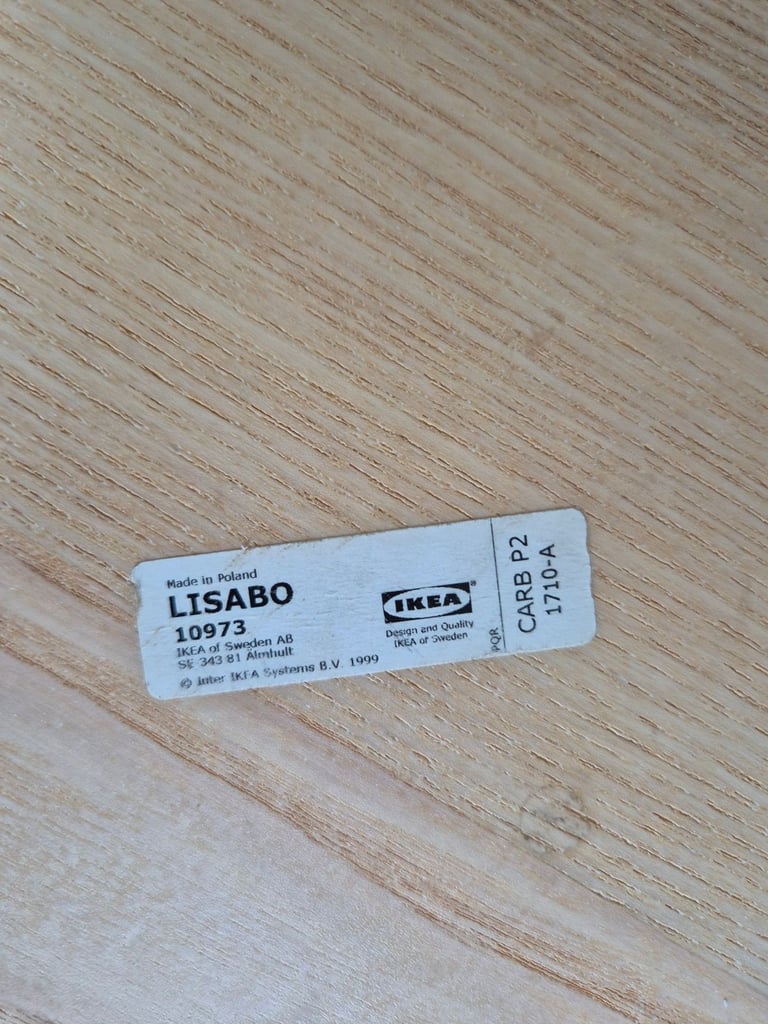 Made in Poland
LISABO
10973
IKEA of Sweden AB
SE 343 81 Älmhult
© Inter IKEA Systems B.V. 1999
IKEA®
Design and Quality
IKEA of Sweden
PQR
CARB P2
1710-A